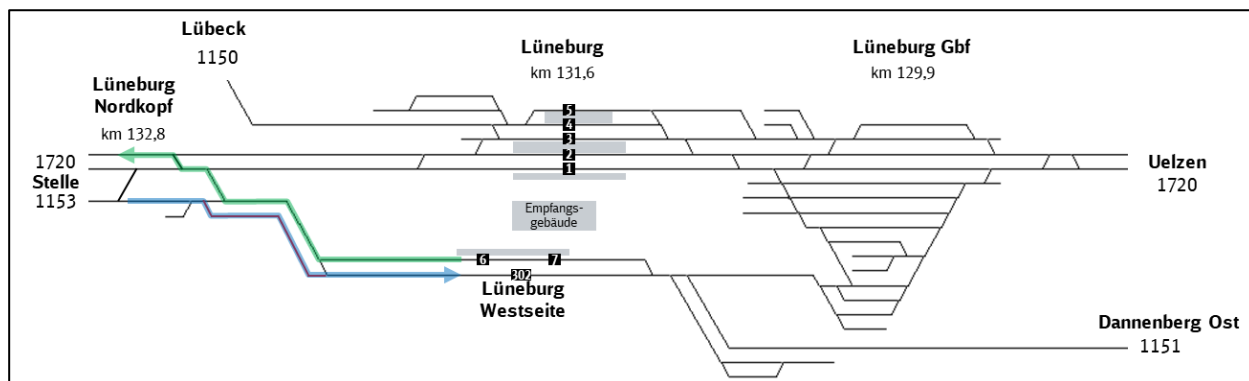 Lübeck
1150
Lüneburg
km 131,6
Lüneburg Gbf
km 129,9
Lüneburg
Nordkopf
km 132,8
5
4
3
2
1
1720
Stelle
1153
Uelzen
1720
Empfangs-
gebäude
6
7
302
Lüneburg
Westseite
Dannenberg Ost
1151